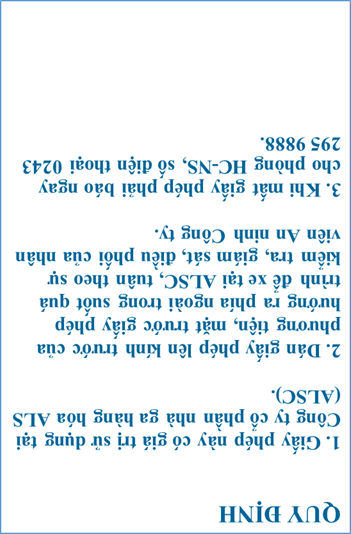 QUY ĐỊNH
1. Giấy phép này có giá trị sử dụng tại
Công ty cổ phần nhà ga hàng hóa ALS
(ALSC).
2. Dán giấy phép lên kính trước của
phương tiện, mặt trước giấy phép
hướng ra phía ngoài trong suốt quá
trình để xe tại ALSC, tuân theo sự
kiểm tra, giám sát, điều phối của nhân
viên An ninh Công ty.
3. Khi mất giấy phép phải báo ngay
cho phòng HC-NS, số điện thoại 0243
295 9888.